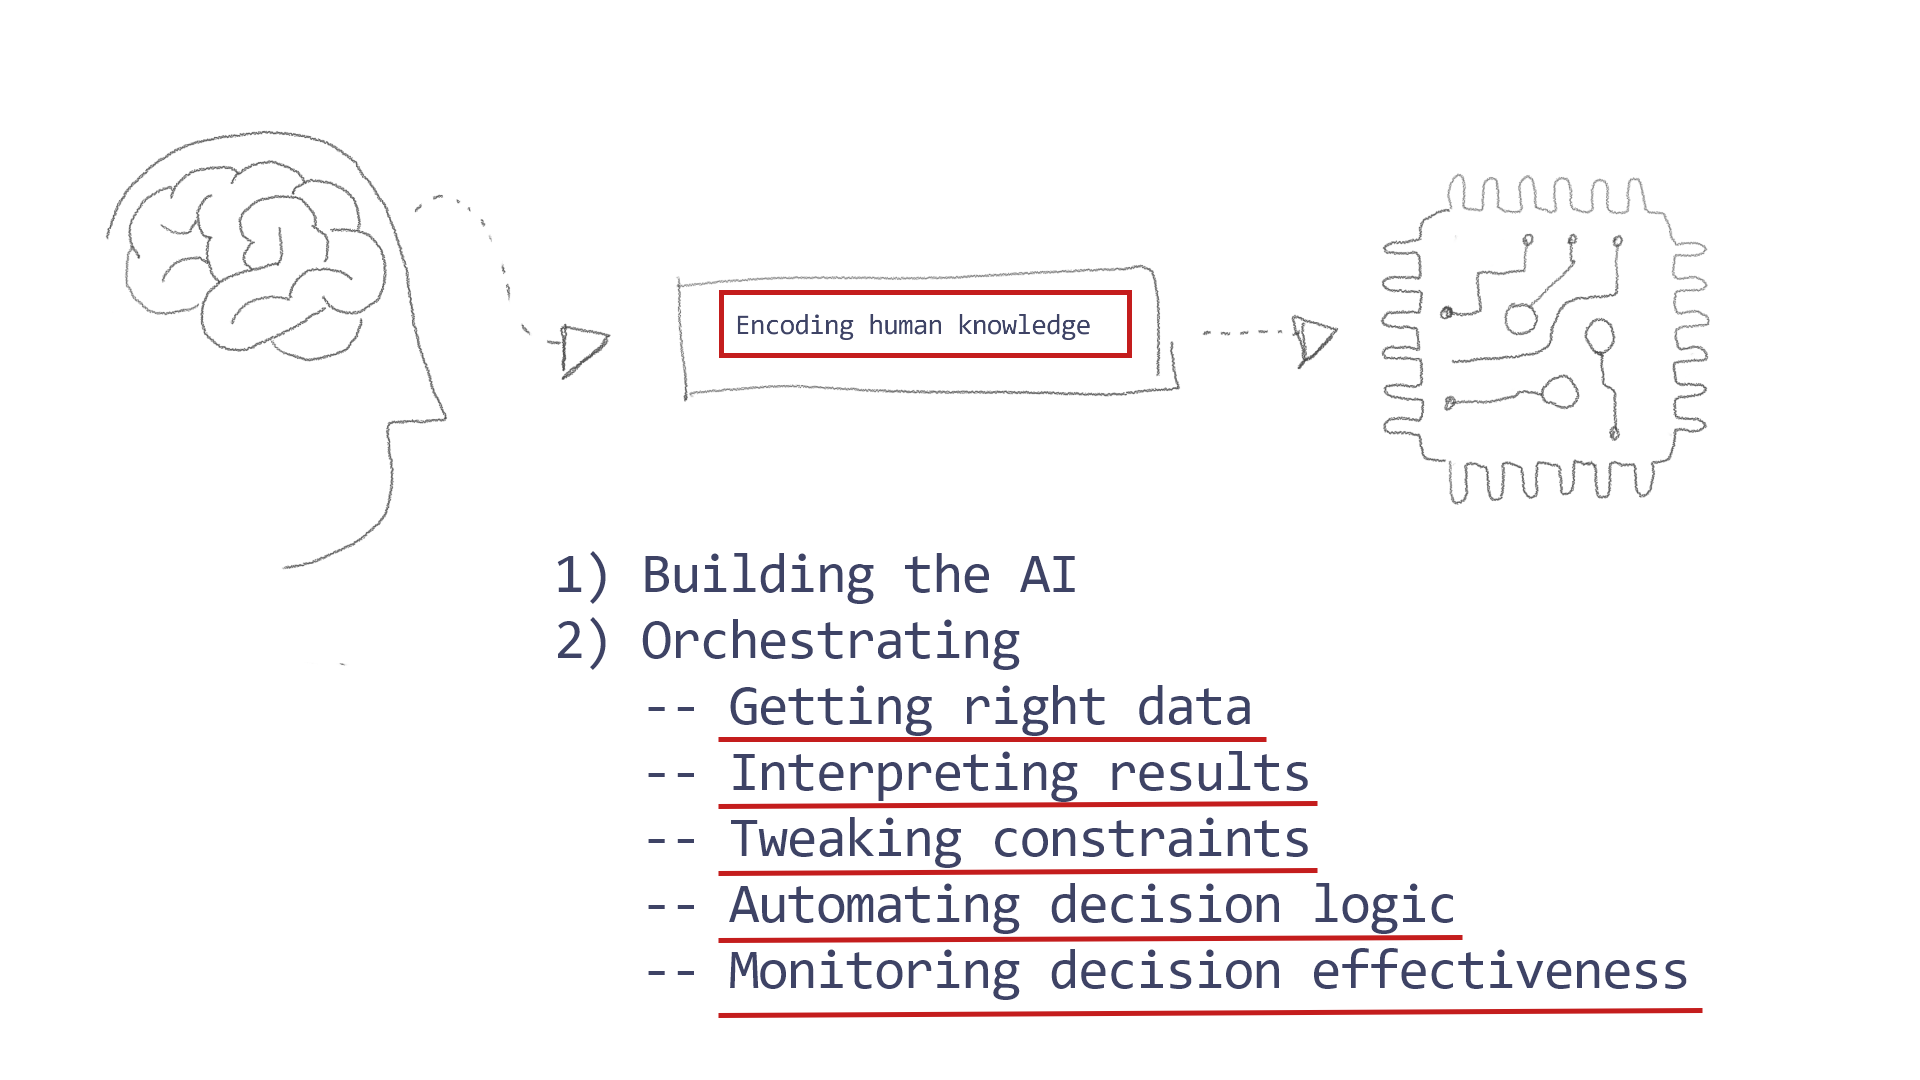 Encoding human knowledge
1) Building the AI
2) Orchestrating
-- Getting right data
-- Interpreting results
-- Tweaking constraints
-- Automating decision logic
-- Monitoring decision effectiveness